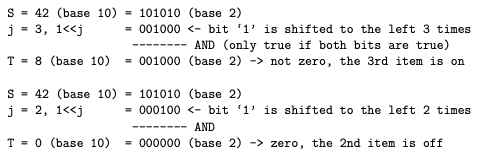 S = 42 (base 10) = 101010 (base 2)
j = 3, 1<<j      = 001000 <- bit ‘1’ is shifted to the left 3 times
                   -------- AND (only true if both bits are true)
T = 8 (base 10)  = 001000 (base 2) -> not zero, the 3rd item is on

S = 42 (base 10) = 101010 (base 2)
j = 2, 1<<j      = 000100 <- bit ‘1’ is shifted to the left 2 times
                   -------- AND
T = 0 (base 10)  = 000000 (base 2) -> zero, the 2nd item is off